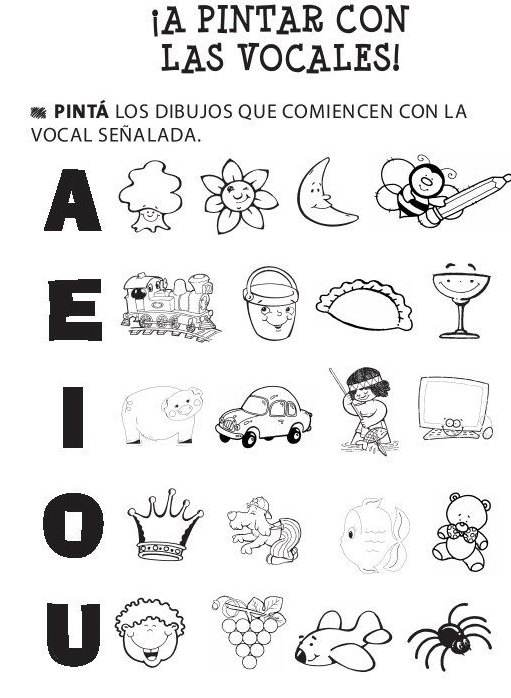 ¡A PINTAR CON
LAS VOCALES!
PINTÁ LOS DIBUJOS QUE COMIENCEN CON LA
VOCAL SEÑALADA.
A
E
I
O
U